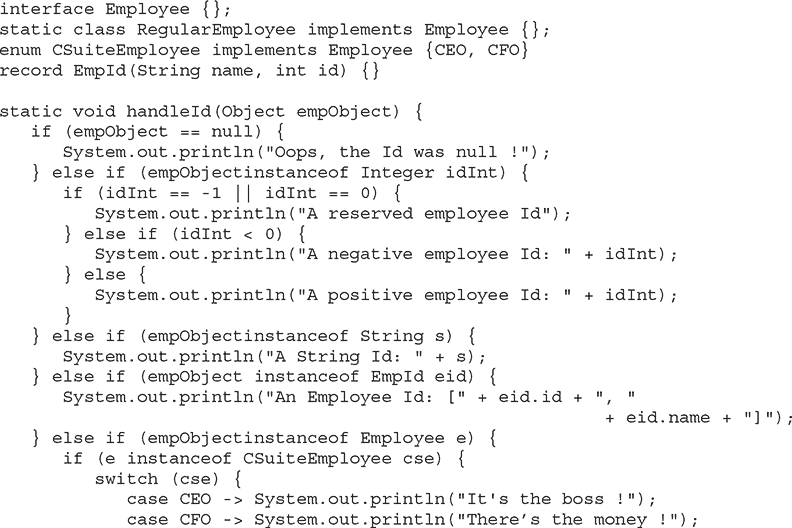 interface Employee {};
static class RegularEmployee implements Employee {};
enum CSuiteEmployee implements Employee {CEO, CFO}
record EmpId(String name, int id) {}

static void handleId(Object empObject) {
   if (empObject == null) {
      System.out.println("Oops, the Id was null !");
   } else if (empObjectinstanceof Integer idInt) {
      if (idInt == -1 || idInt == 0) {
         System.out.println("A reserved employee Id");
      } else if (idInt < 0) {
         System.out.println("A negative employee Id: " + idInt);
      } else {
         System.out.println("A positive employee Id: " + idInt);
      }
   } else if (empObjectinstanceof String s) {
      System.out.println("A String Id: " + s);
   } else if (empObject instanceof EmpId eid) {
      System.out.println("An Employee Id: [" + eid.id + ", "
                                                         + eid.name + "]");
   } else if (empObjectinstanceof Employee e) {
      if (e instanceof CSuiteEmployee cse) {
         switch (cse) {
            case CEO -> System.out.println("It's the boss !");
            case CFO -> System.out.println("There’s the money !");